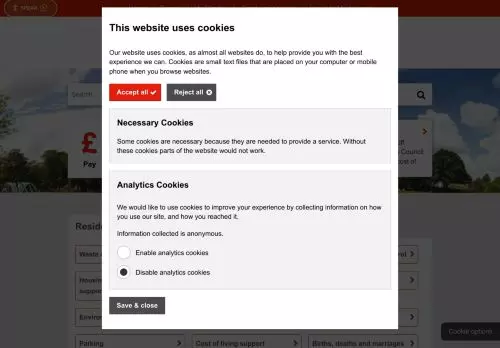 This website uses cookies
Our website uses cookies, as almost all websites do, to help provide you with the best
experience we can. Cookies are small text files that are placed on your computer or mobile
phone when you browse websites.
Accept all
Reject all
Search
Necessary Cookies
Some cookies are necessary because they are needed to provide a service. Without
these cookies parts of the website would not work.
£
Pay
Council
cost of
Analytics Cookies
We would like to use cookies to improve your experience by collecting information on how
you use our site, and how you reached it.
Information collected is anonymous.
Enable analytics cookies
Disable analytics cookies
Save & close
Parking
Cost of living support
Births, deaths and marriages
Cookie options